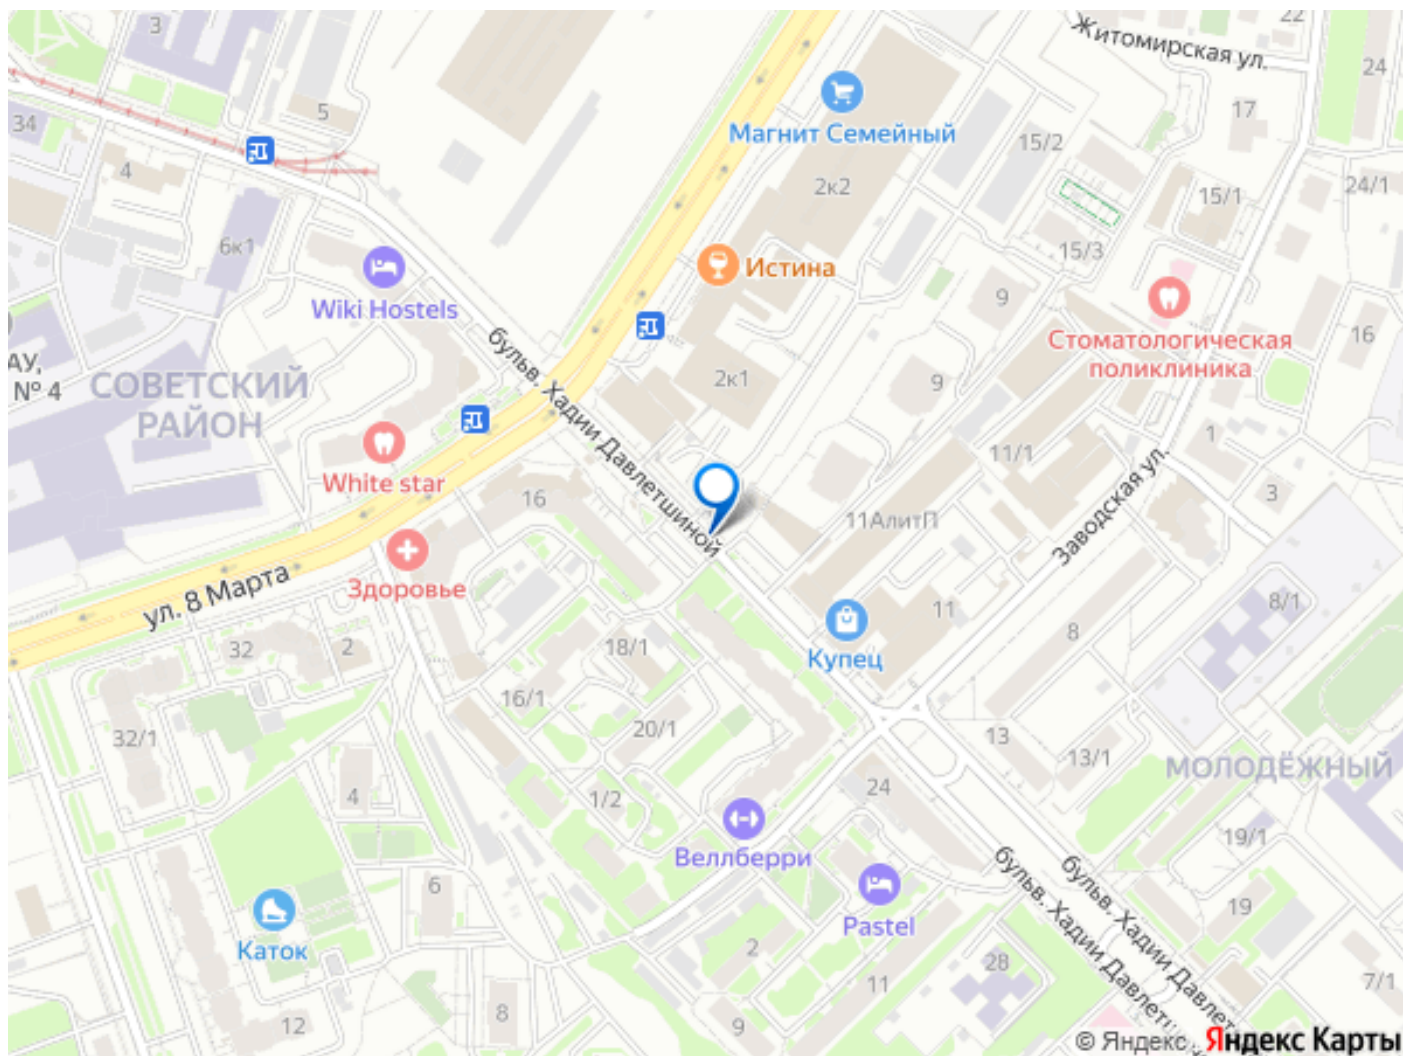 3
22
Житомирская ул.
24
5
34
17
Магнит Семейный
15/2
4
2к2
15/1
24/1
6к1
15/3
Истина
Wiki Hostels
9
Стоматологическая
поликлиника
16
бульв. Хадии Давлетшиной
АУ,
№ 4
СОВЕТСКИЙ
РАЙОН
2к1
9
1
11/1
White star
3
16
11АлитП
Заводская ул.
Здоровье
ул. 8 Марта
11
8
8/1
32
2
18/1
Купец
16/1
20/1
32/1
13
13/1
МОЛОДЁЖНЫЙ
4
1/2
24
19/1
Веллберри
6
Pastel
19
бульв. Хадии Давлет
бульв. Хадии Давлет
Каток
2
28
11
7/1
12
8
9
© Яндекс Яндекс Карты